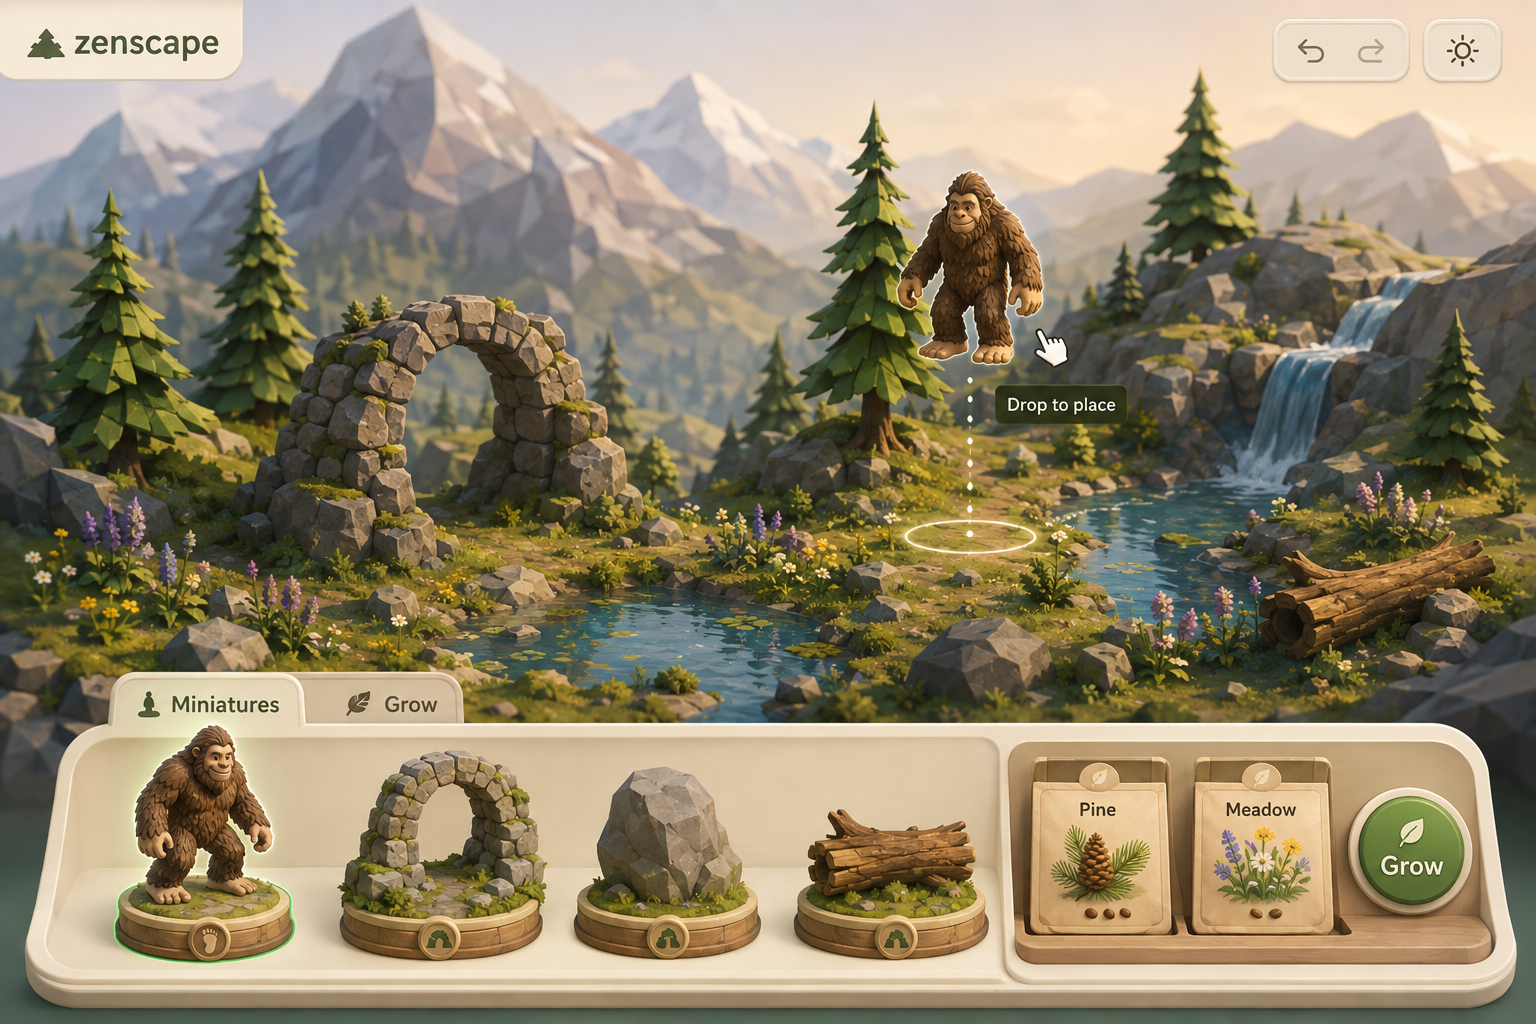 zenscape
Drop to place
Miniatures
Grow
Pine
Meadow
Grow